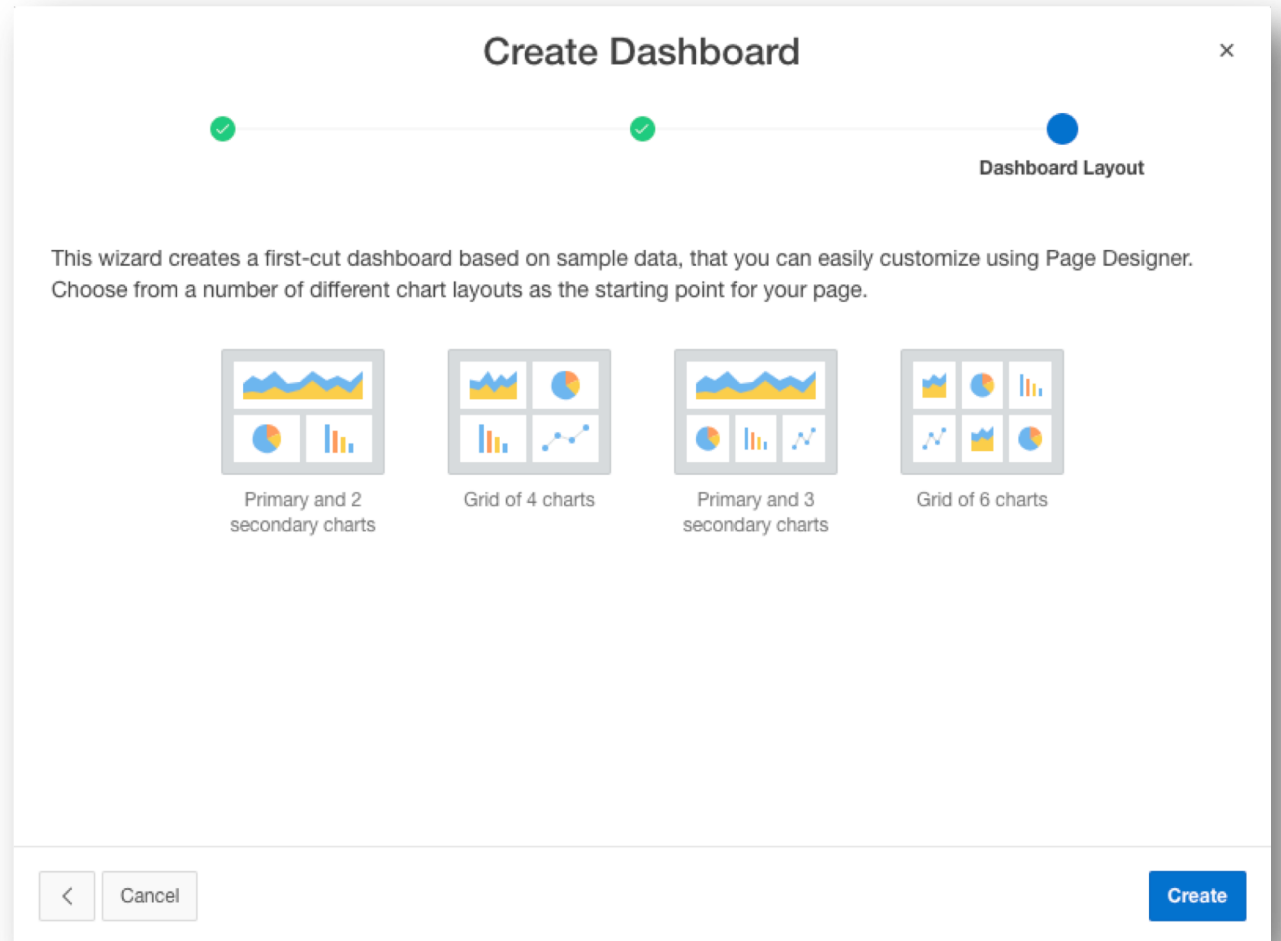 Create Dashboard
Dashboard Layout
This wizard creates a first-cut dashboard based on sample data, that you can easily customize using Page Designer.
Choose from a number of different chart layouts as the starting point for your page.
Primary and 2
secondary charts
Grid of 4 charts
Primary and 3
secondary charts
Grid of 6 charts
Cancel
Create